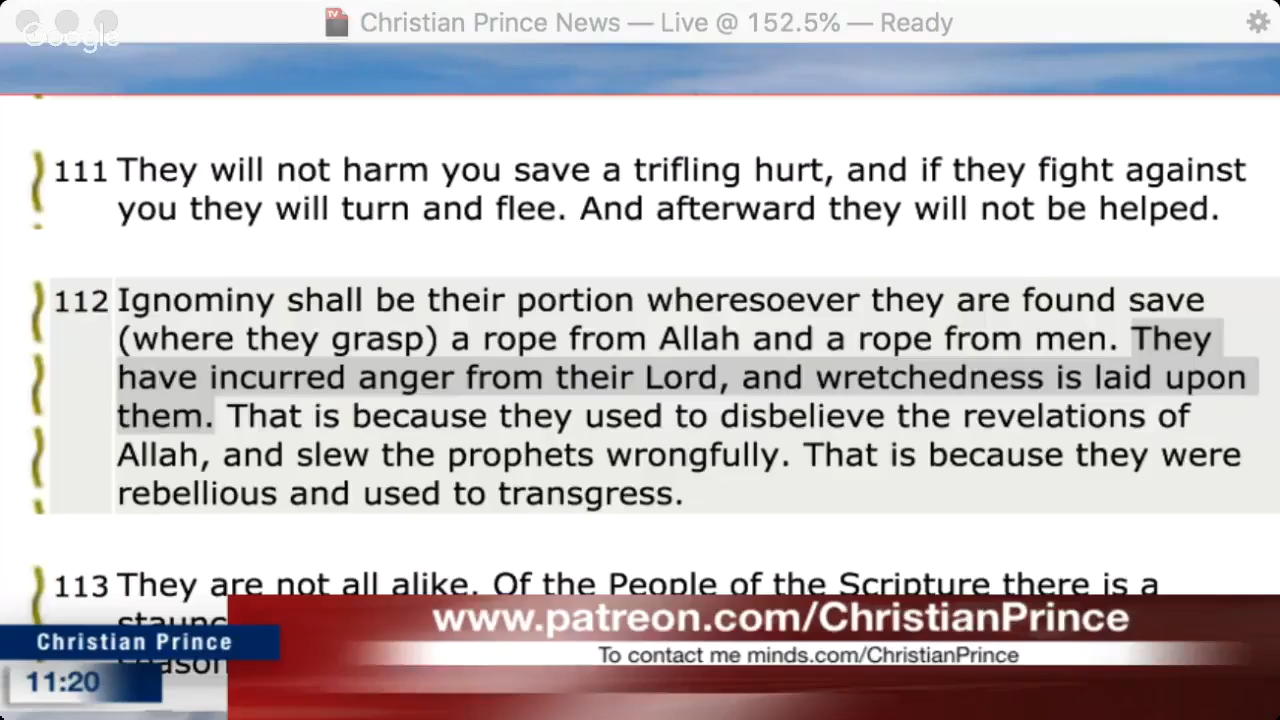 Christian Prince News — Live @ 152.5% — Ready
Google
TV
111 They will not harm you save a trifling hurt, and if they fight against
you they will turn and flee. And afterward they will not be helped.
112 Ignominy shall be their portion wheresoever they are found save
(where they grasp) a rope from Allah and a rope from men. They
have incurred anger from their Lord, and wretchedness is laid upon
them. That is because they used to disbelieve the revelations of
Allah, and slew the prophets wrongfully. That is because they were
rebellious and used to transgress.
113 They are not all alike. Of the People of the Scripture there is a
www.patreon.com/ChristianPrince
Christian Prince
To contact me minds.com/ChristianPrince
11:20